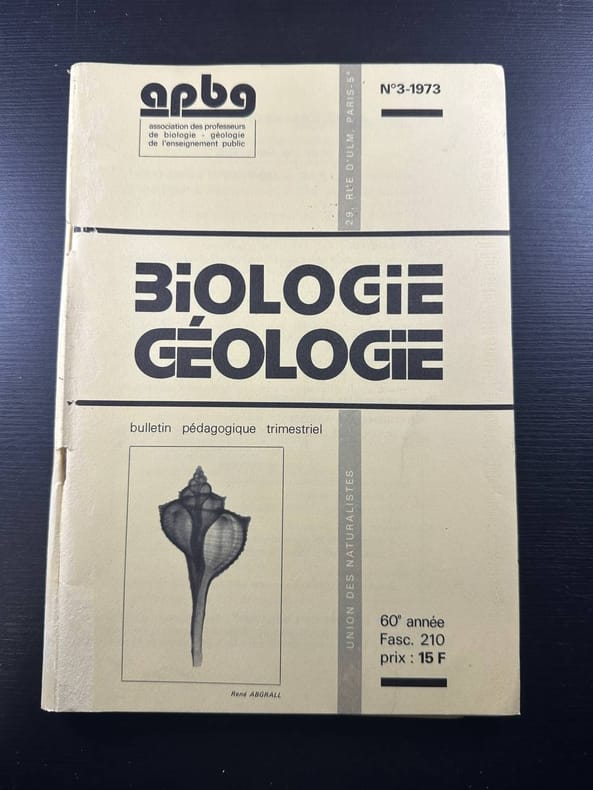 apbg
association des professeurs
de biologie - géologie
de l'enseignement public
29, RUE D'ULM, PARIS-5e
N°3-1973
BiOLOGiE
GÉOLOGiE
bulletin pédagogique trimestriel
UNION DES NATURALISTES
60e année
Fasc. 210
prix : 15 F
René ABGRALL